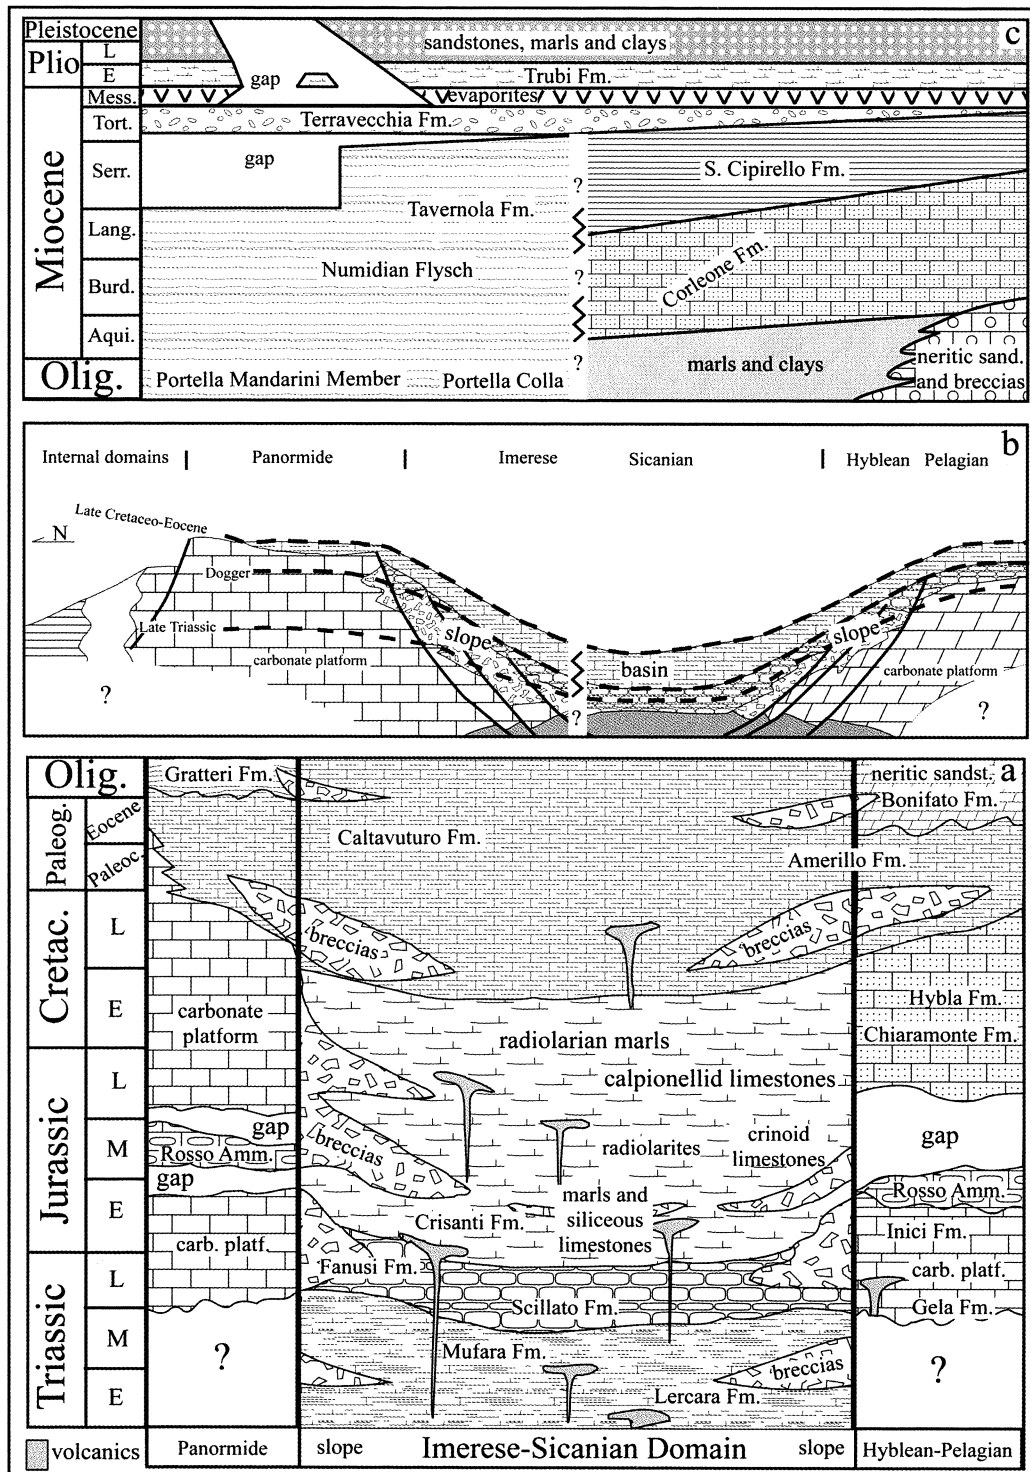 Pleistocene
c
Plio
L
sandstones, marls and clays
E
gap
Trubi Fm.
Mess.
evaporites
Miocene
Tort.
Terravecchia Fm.
Serr.
gap
S. Cipirello Fm.
?
Tavernola Fm.
Lang.
Numidian Flysch
?
Corleone Fm.
Burd.
Aqui.
Olig.
?
marls and clays
neritic sand.
and breccias
Portella Mandarini Member
Portella Colla
b
Internal domains
Panormide
Imerese
Sicanian
Hyblean
Pelagian
Late Cretaceo-Eocene
N
Dogger
Late Triassic
slope
slope
carbonate platform
basin
carbonate platform
?
?
?
a
Olig.
Gratteri Fm.
neritic sandst.
Bonifato Fm.
Paleog.
Eocene
Caltavuturo Fm.
Paleoc.
Amerillo Fm.
Cretac.
L
breccias
breccias
E
carbonate
platform
Hybla Fm.
radiolarian marls
Chiaramonte Fm.
Jurassic
L
calpionellid limestones
gap
M
Rosso Amm.
breccias
radiolarites
crinoid
limestones
gap
gap
E
Crisanti Fm.
marls and
siliceous
limestones
Rosso Amm.
Inici Fm.
Triassic
carb. platf.
L
Fanusi Fm.
carb. platf.
Scillato Fm.
Gela Fm.
M
?
Mufara Fm.
breccias
?
E
Lercara Fm.
volcanics
Panormide
slope
Imerese-Sicanian Domain
slope
Hyblean-Pelagian